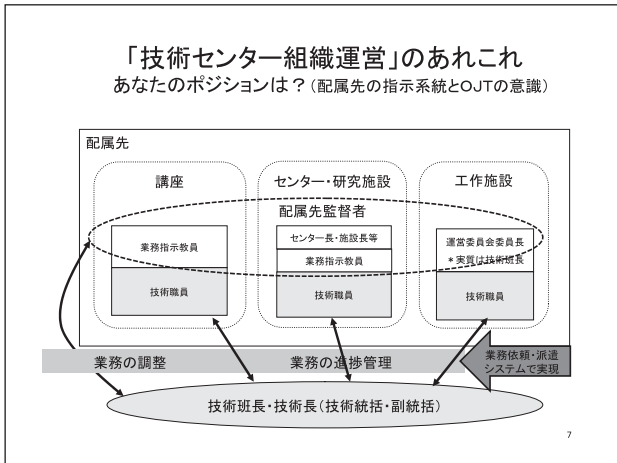 「技術センター組織運営」のあれこれ
あなたのポジションは？（配属先の指示系統とOJTの意識）
配属先
講座
センター・研究施設
工作施設
配属先監督者
業務指示教員
技術職員
センター長・施設長等
業務指示教員
技術職員
運営委員会委員長
＊実質は技術班長
技術職員
業務の調整
業務の進捗管理
業務依頼・派遣
システムで実現
技術班長・技術長（技術統括・副統括）
7